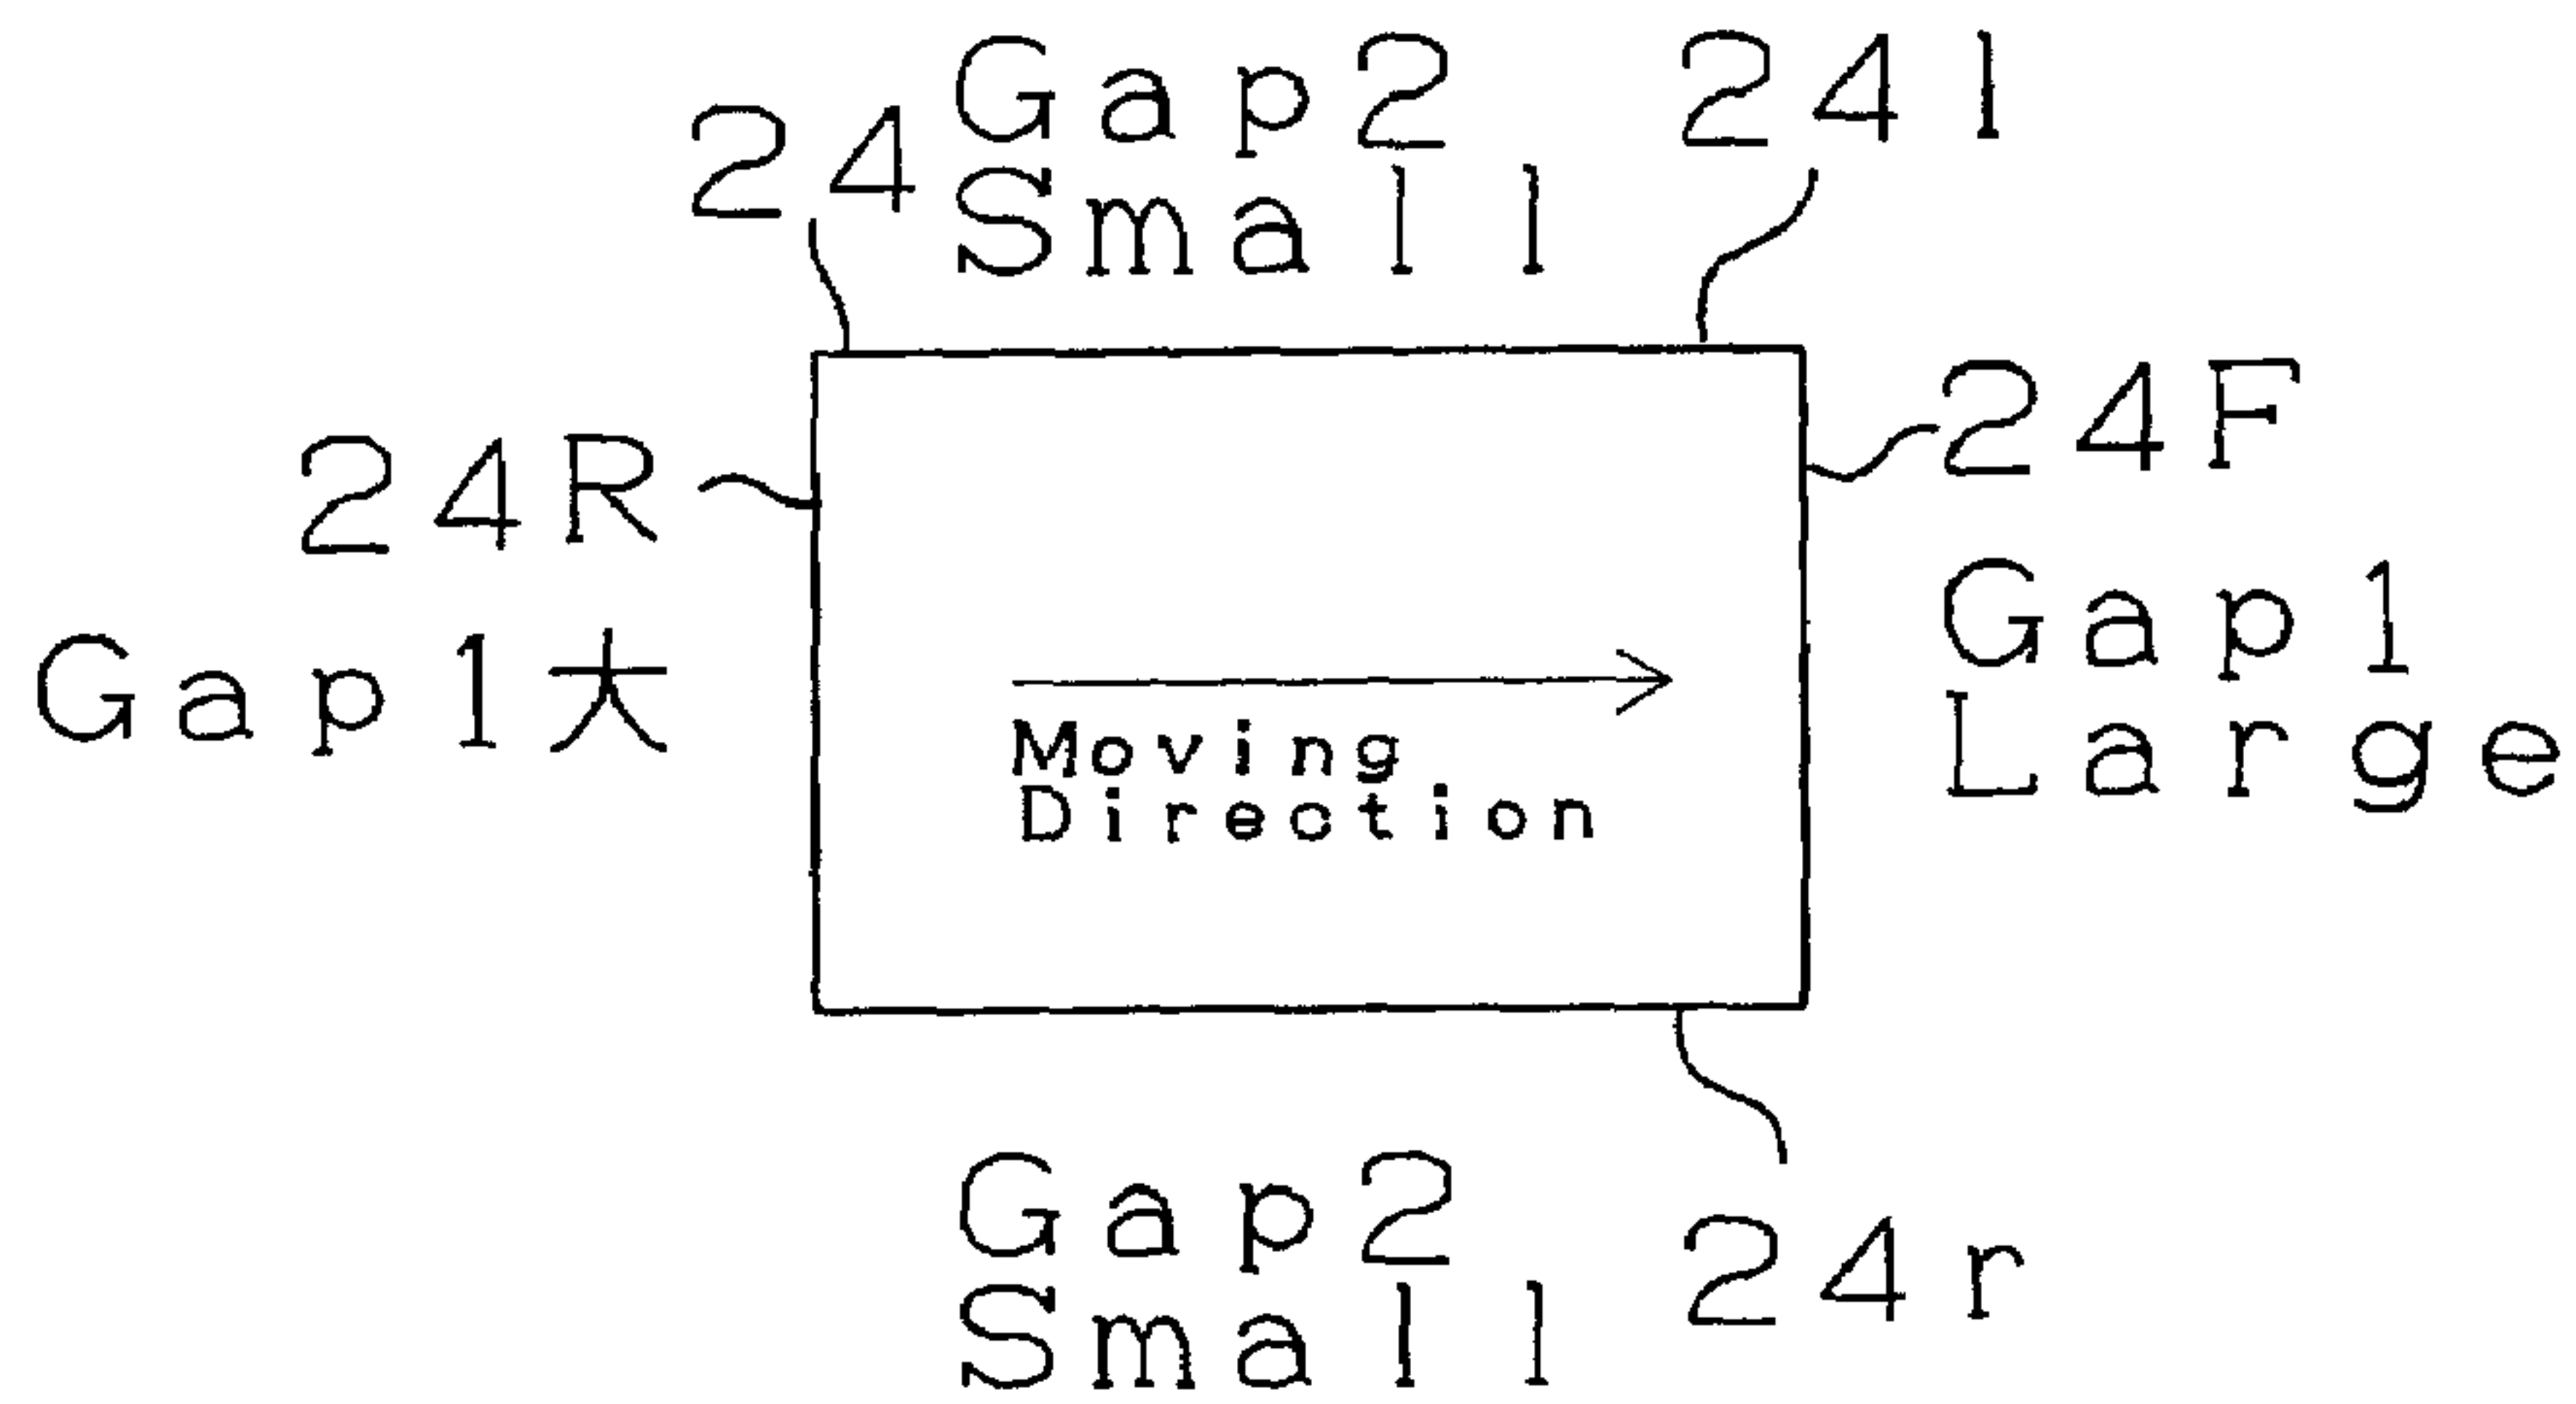 Gap2
Small
24l
24
24R
Gap1大
24F
Gap1
Large
Moving
Direction
Gap2
Small
24r